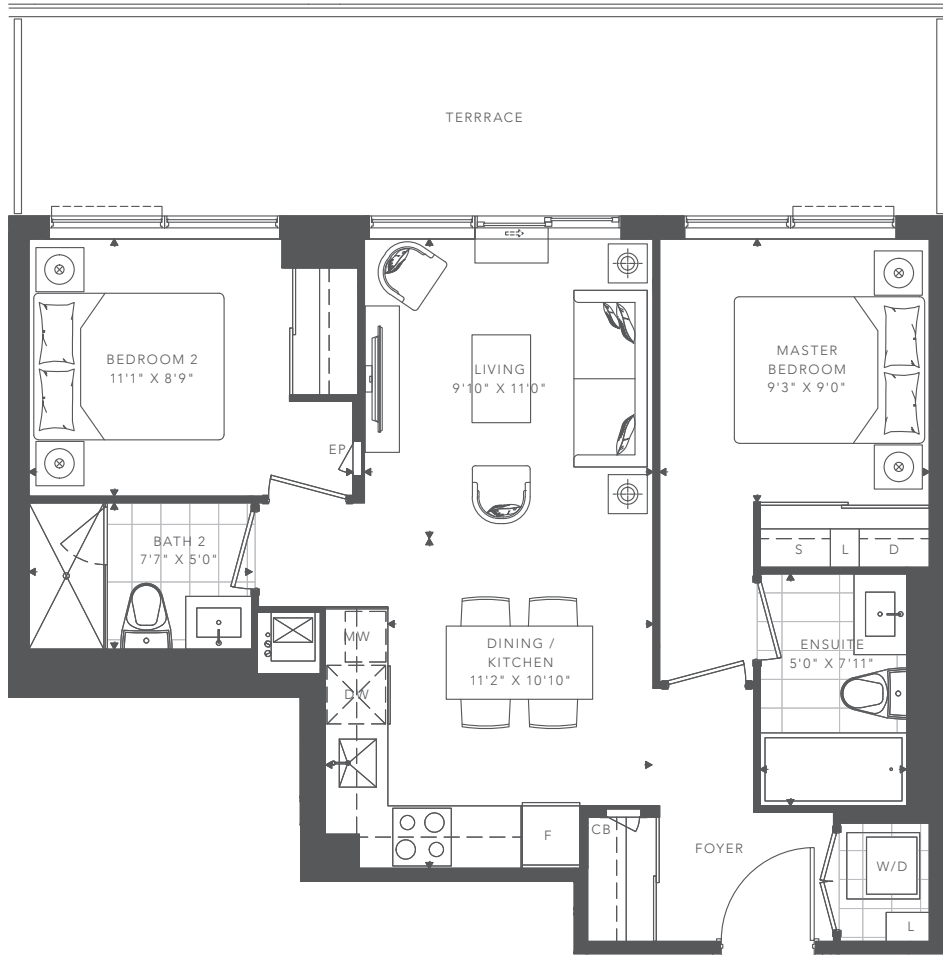 TERRRACE
BEDROOM 2
11'1" X 8'9"
LIVING
9'10" X 11'0"
MASTER
BEDROOM
9'3" X 9'0"
EP
BATH 2
7'7" X 5'0"
S
L
D
MW
DW
DINING /
KITCHEN
11'2" X 10'10"
ENSUITE
5'0" X 7'11"
F
CB
FOYER
W/D
L